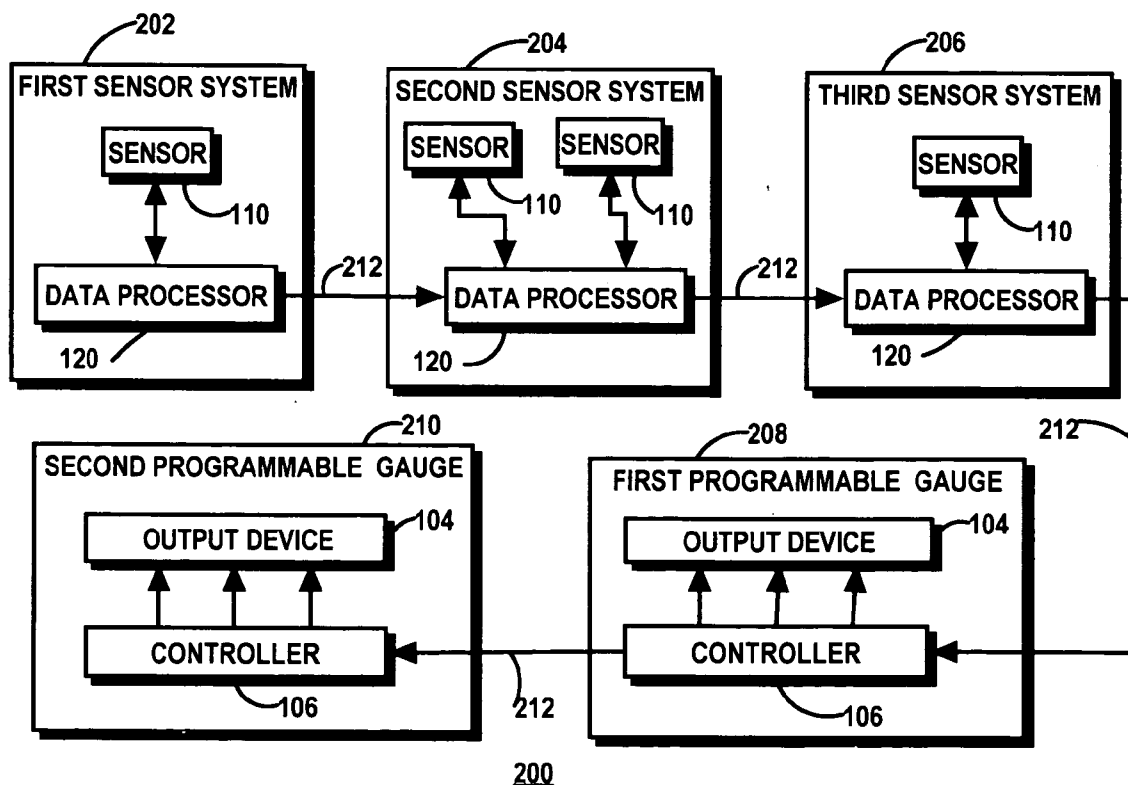 202
FIRST SENSOR SYSTEM
SENSOR
110
DATA PROCESSOR
120
212
204
SECOND SENSOR SYSTEM
SENSOR
110
SENSOR
110
DATA PROCESSOR
120
212
206
THIRD SENSOR SYSTEM
SENSOR
110
DATA PROCESSOR
120
212
210
SECOND PROGRAMMABLE GAUGE
OUTPUT DEVICE
104
CONTROLLER
106
212
208
FIRST PROGRAMMABLE GAUGE
OUTPUT DEVICE
104
CONTROLLER
106
200